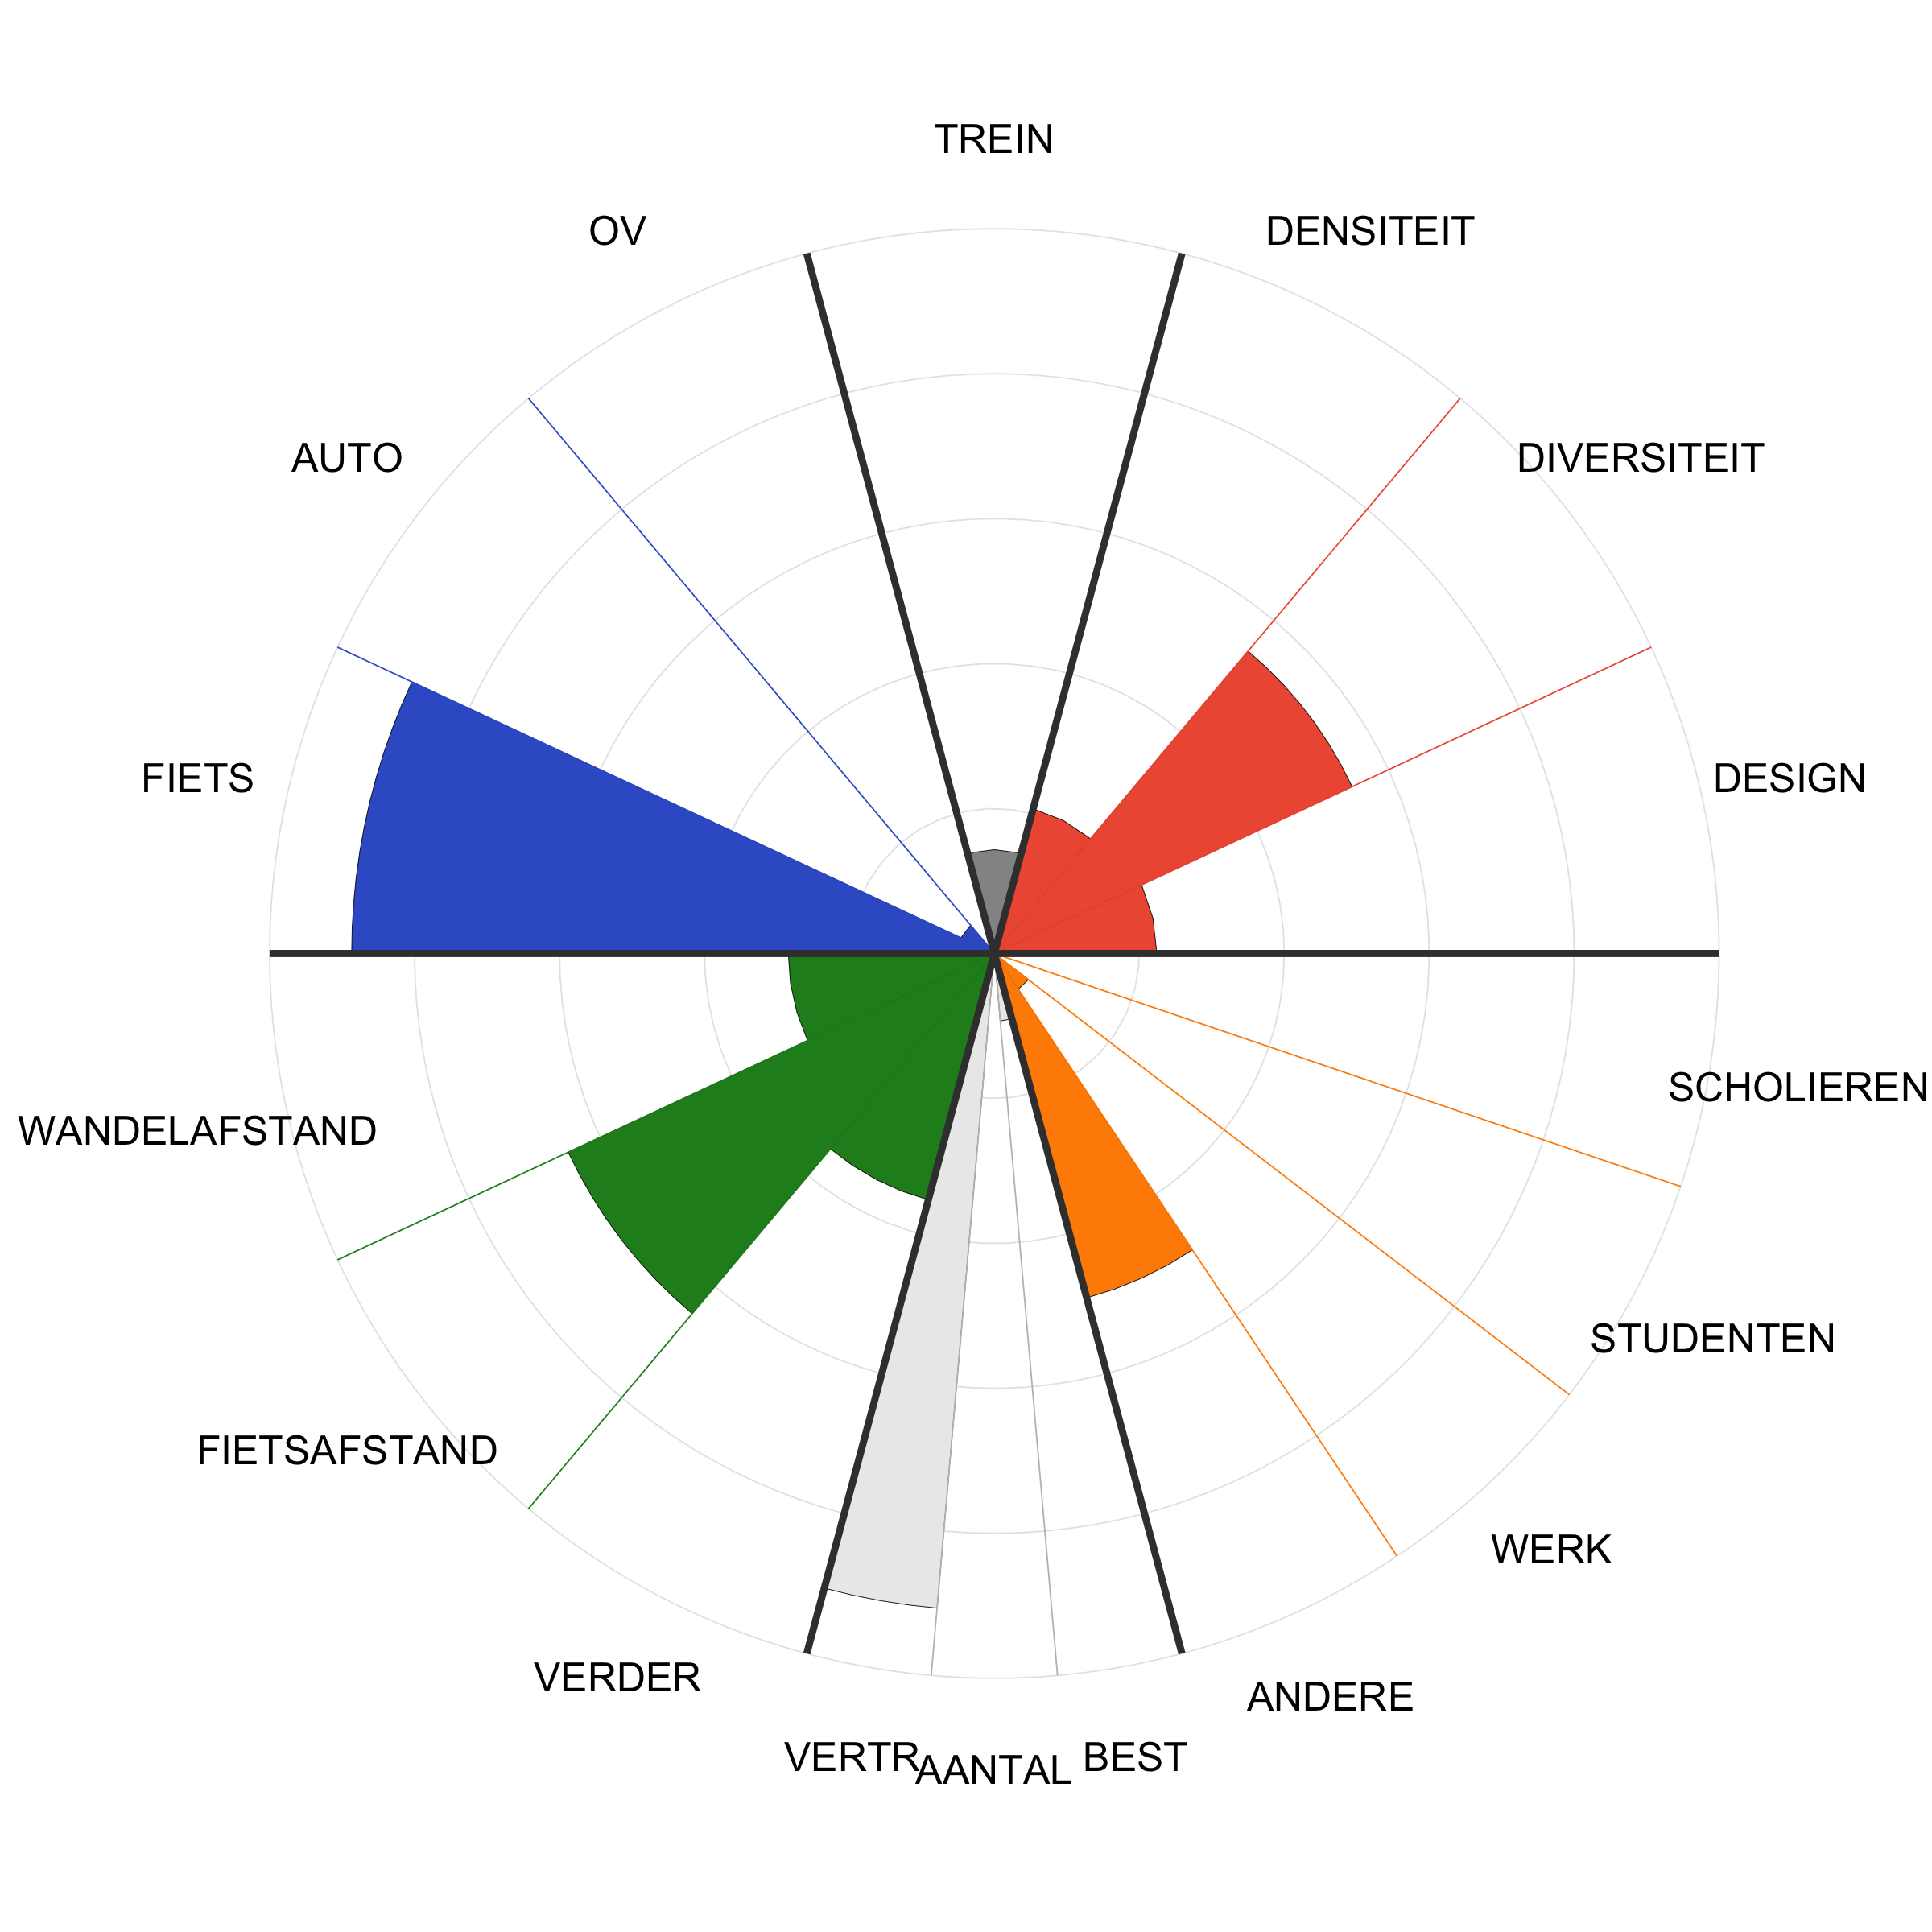 TREIN
OV
DENSITEIT
AUTO
DIVERSITEIT
FIETS
DESIGN
SCHOLIEREN
WANDELAFSTAND
STUDENTEN
FIETSAFSTAND
WERK
VERDER
ANDERE
VERTR
AANTAL
BEST